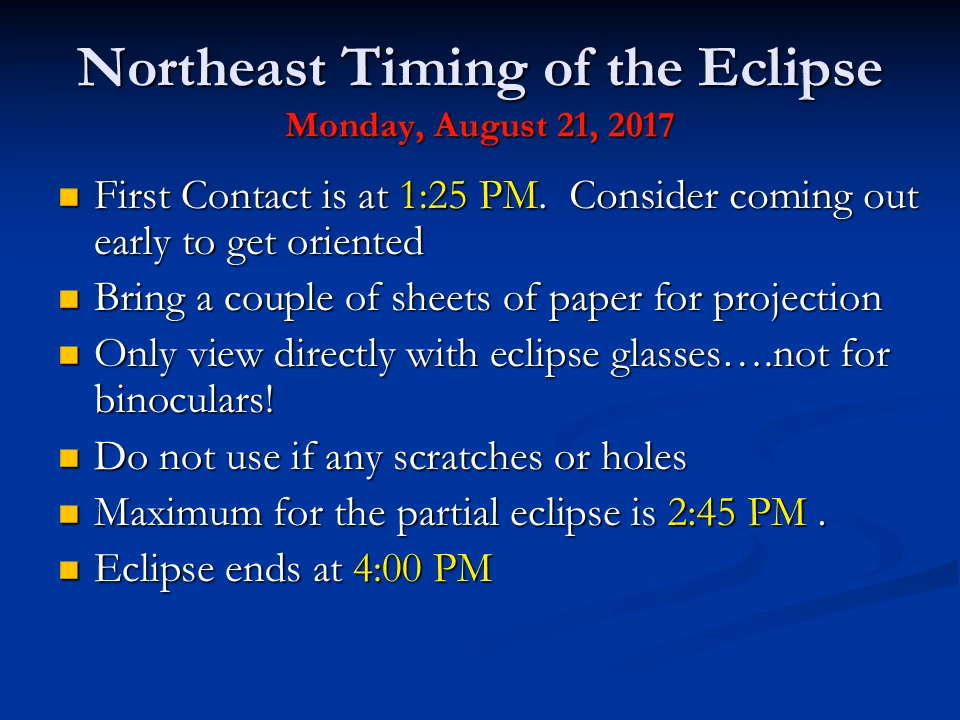 Northeast Timing of the Eclipse
Monday, August 21, 2017
First Contact is at 1:25 PM.  Consider coming out
early to get oriented
Bring a couple of sheets of paper for projection
Only view directly with eclipse glasses….not for
binoculars!
Do not use if any scratches or holes
Maximum for the partial eclipse is 2:45 PM .
Eclipse ends at 4:00 PM